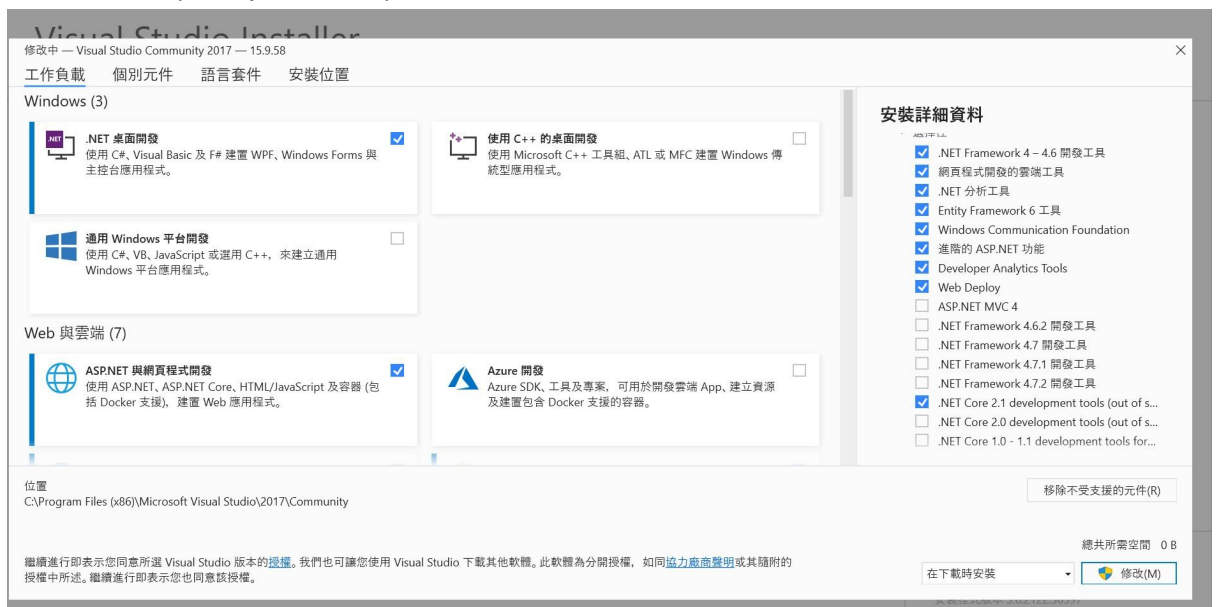 Visual Studio Installer
修改中 — Visual Studio Community 2017 — 15.9.58
工作負載 個別元件 語言套件 安裝位置
Windows (3)
.NET 桌面開發
使用 C#、Visual Basic 及 F# 建置 WPF、Windows Forms 與
主控台應用程式。
使用 C++ 的桌面開發
使用 Microsoft C++ 工具組、ATL 或 MFC 建置 Windows 傳
統型應用程式。
通用 Windows 平台開發
使用 C#、VB、JavaScript 或選用 C++，來建立通用
Windows 平台應用程式。
Web 與雲端 (7)
ASP.NET 與網頁程式開發
使用 ASP.NET、ASP.NET Core、HTML/JavaScript 及容器 (包
括 Docker 支援)，建置 Web 應用程式。
Azure 開發
Azure SDK、工具及專案，可用於開發雲端 App、建立資源
及建置包含 Docker 支援的容器。
安裝詳細資料
.NET Framework 4 – 4.6 開發工具
網頁程式開發的雲端工具
.NET 分析工具
Entity Framework 6 工具
Windows Communication Foundation
進階的 ASP.NET 功能
Developer Analytics Tools
Web Deploy
ASP.NET MVC 4
.NET Framework 4.6.2 開發工具
.NET Framework 4.7 開發工具
.NET Framework 4.7.1 開發工具
.NET Framework 4.7.2 開發工具
.NET Core 2.1 development tools (out of s...
.NET Core 2.0 development tools (out of s...
.NET Core 1.0 - 1.1 development tools for...
位置
C:\Program Files (x86)\Microsoft Visual Studio\2017\Community
移除不受支援的元件(R)
總共所需空間 0 B
繼續進行即表示您同意所選 Visual Studio 版本的授權。我們也可讓您使用 Visual Studio 下載其他軟體。此軟體為分開授權，如同協力廠商聲明或其隨附的
授權中所述。繼續進行即表示您也同意該授權。
在下載時安裝
修改(M)